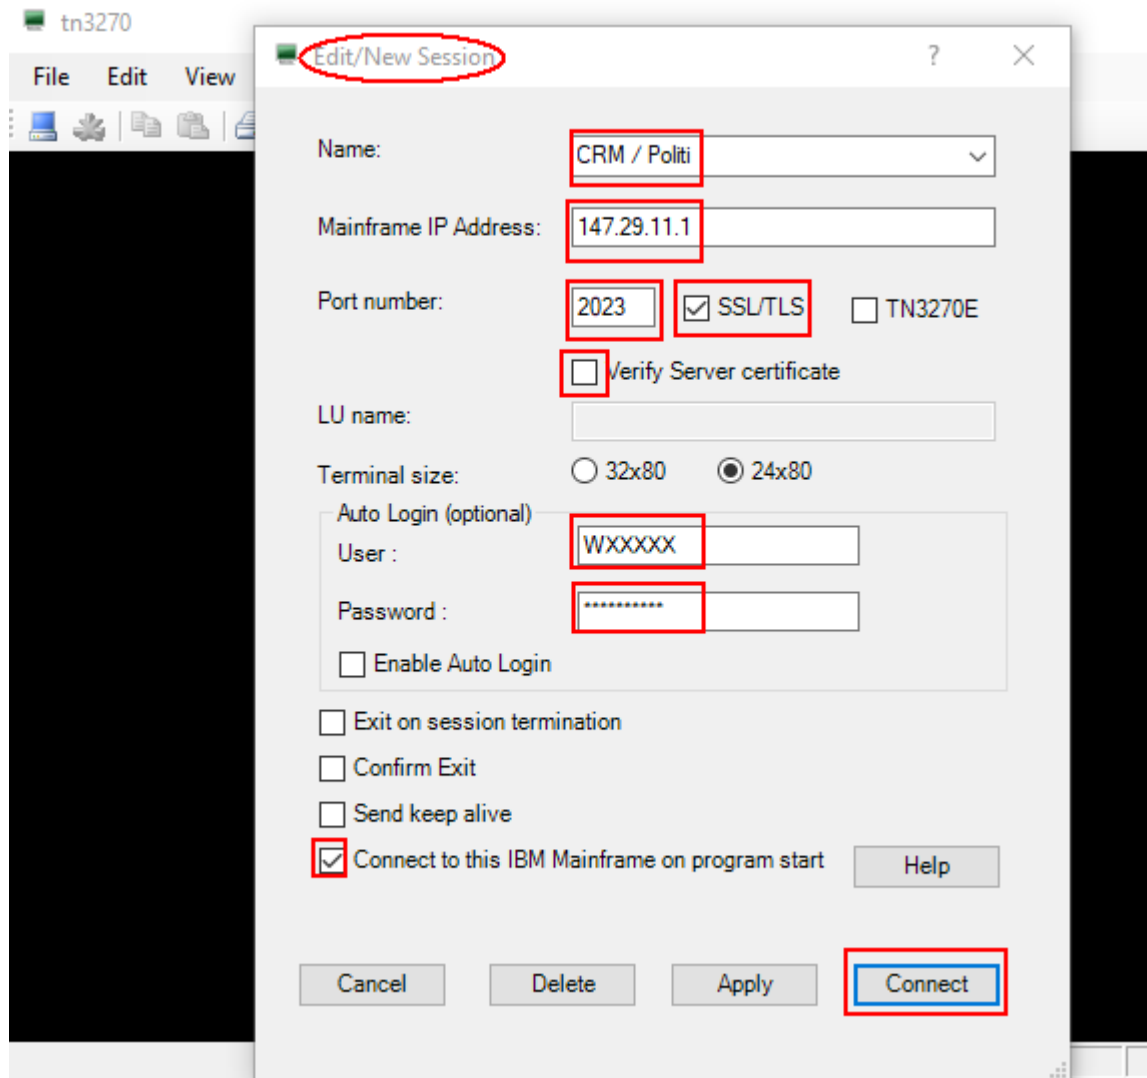 tn3270
File Edit View
Edit/New Session ?
Name: CRM / Politi
Mainframe IP Address: 147.29.11.1
Port number: 2023 SSL/TLS TN3270E
Verify Server certificate
LU name:
Terminal size: 32x80 24x80
Auto Login (optional)
User : WXXXXX
Password : **********
Enable Auto Login
Exit on session termination
Confirm Exit
Send keep alive
Connect to this IBM Mainframe on program start Help
Cancel Delete Apply Connect